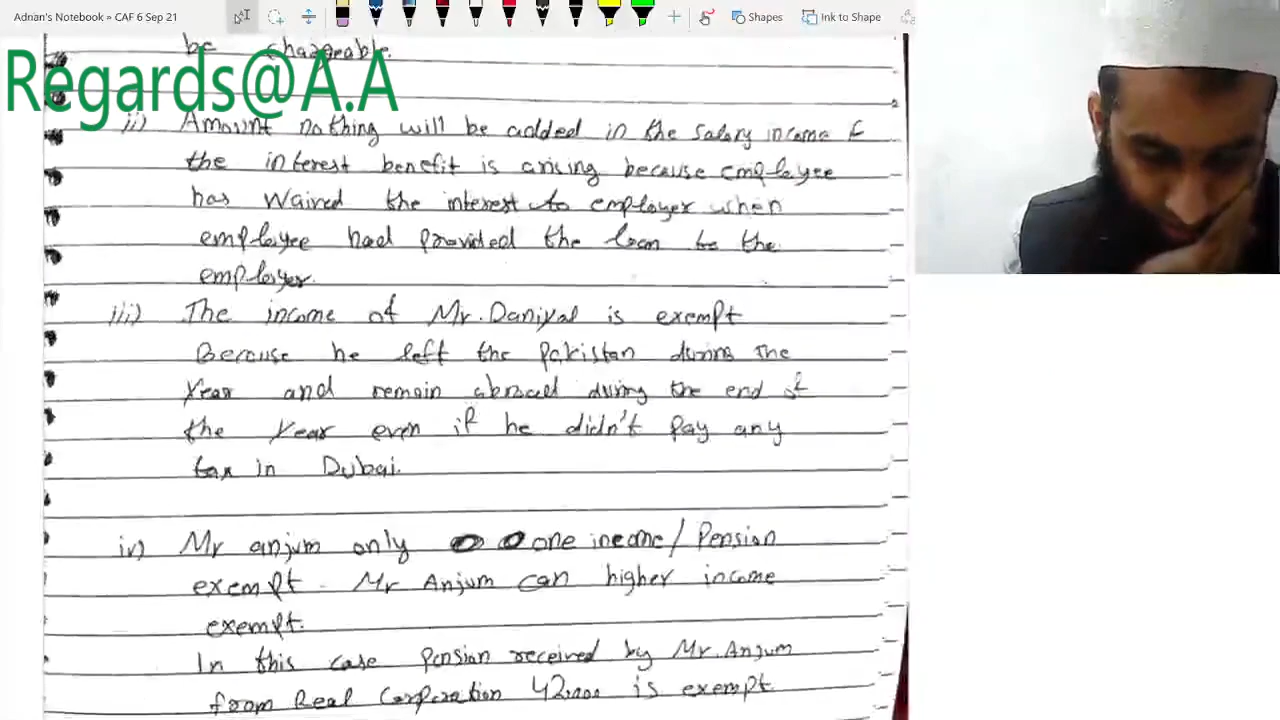 Adnan's Notebook » CAF 6 Sep 21
Shapes
Ink to Shape
be chargeable.
Regards@A.A
ii) Amount nothing will be added in the salary income &
the interest benefit is arising because employee
has waived the interest to employer when
employee had provided the loan to the
employer.
iii) The income of Mr. Daniyal is exempt
Because he left the Pakistan during the
Year and remain abroad during the end of
the Year even if he didn't pay any
tax in Dubai.
iv) Mr anjum only one income/Pension
exempt. Mr Anjum can higher income
exempt.
In this case Pension received by Mr. Anjum
from Real Corporation is exempt.